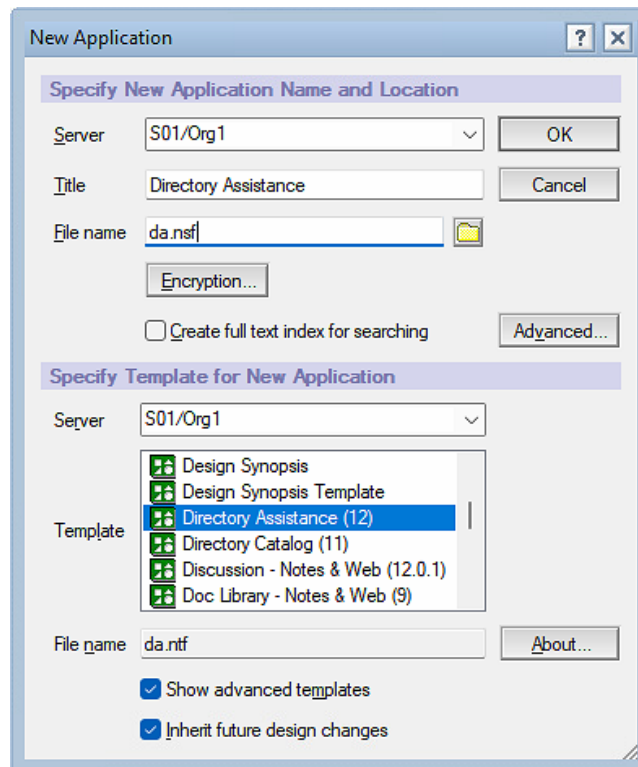 New Application
Specify New Application Name and Location
Server S01/Org1 OK
Title Directory Assistance Cancel
File name da.nsf
Encryption...
Create full text index for searching Advanced...
Specify Template for New Application
Server S01/Org1
Design Synopsis
Design Synopsis Template
Template Directory Assistance (12)
Directory Catalog (11)
Discussion - Notes & Web (12.0.1)
Doc Library - Notes & Web (9)
File name da.ntf About...
Show advanced templates
Inherit future design changes